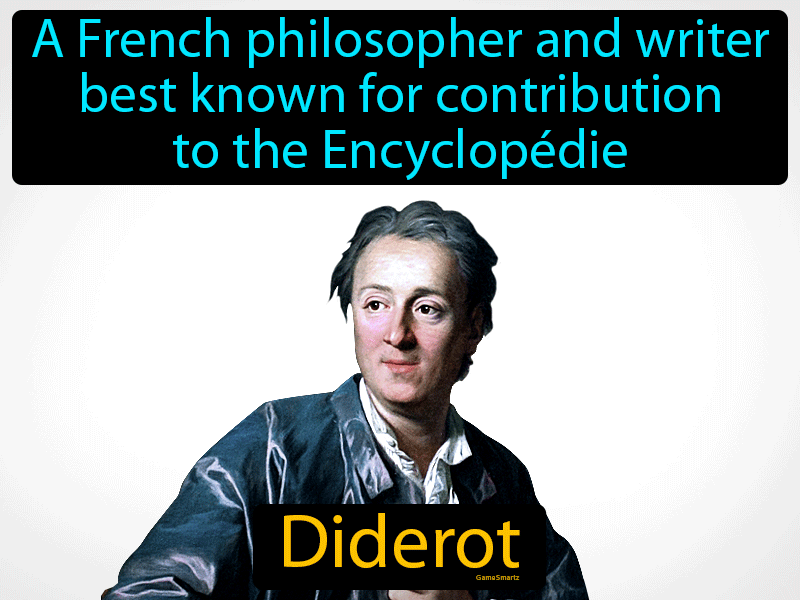 A French philosopher and writer
best known for contribution
to the Encyclopédie
Diderot
GameSmartz